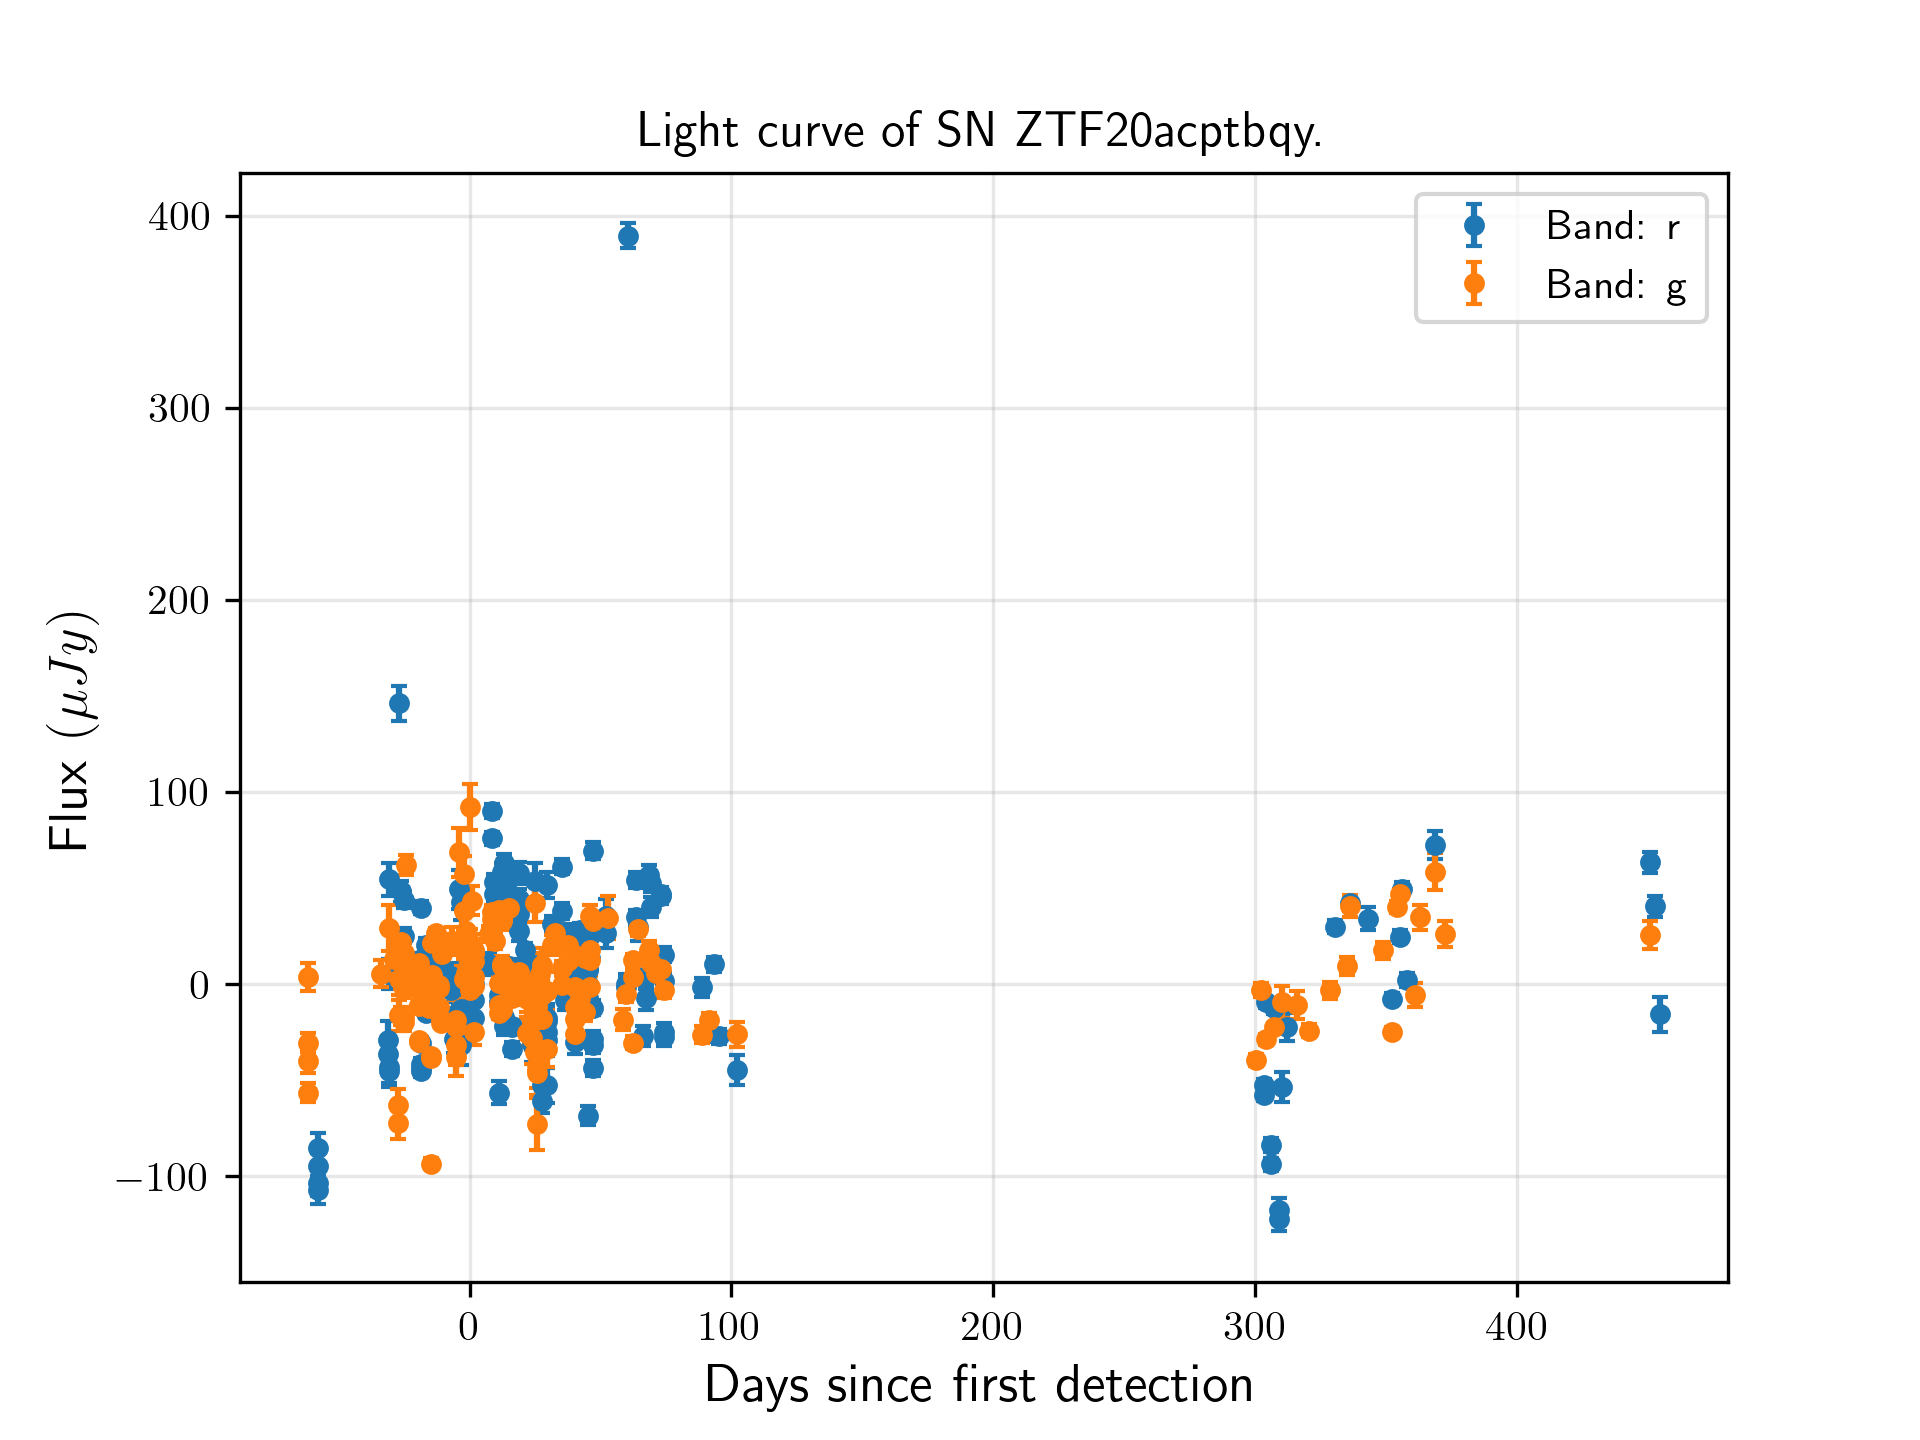 Light curve of SN ZTF20acptbqy.
Band: r
Band: g
400
300
200
100
0
−100
Flux (μJy)
0
100
200
300
400
Days since first detection